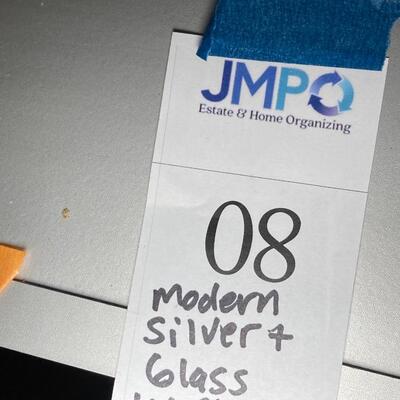 JMPO
Estate & Home Organizing
08
modern
silver +
Glass